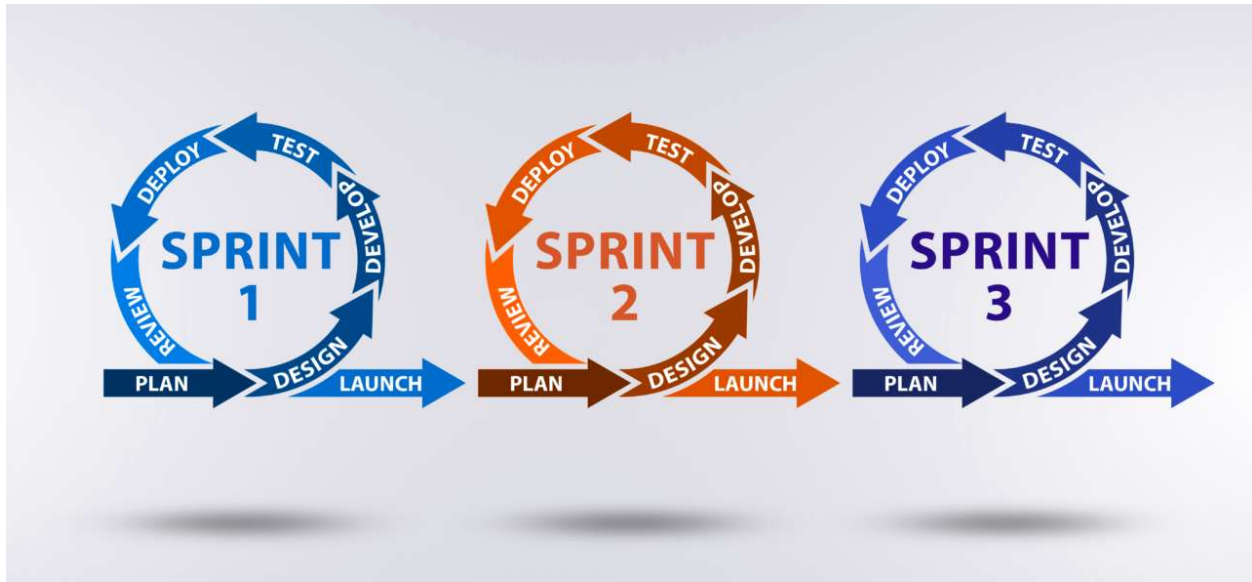 SPRINT
1
PLAN
DESIGN
DEVELOP
TEST
DEPLOY
REVIEW
LAUNCH
SPRINT
2
PLAN
DESIGN
DEVELOP
TEST
DEPLOY
REVIEW
LAUNCH
SPRINT
3
PLAN
DESIGN
DEVELOP
TEST
DEPLOY
REVIEW
LAUNCH